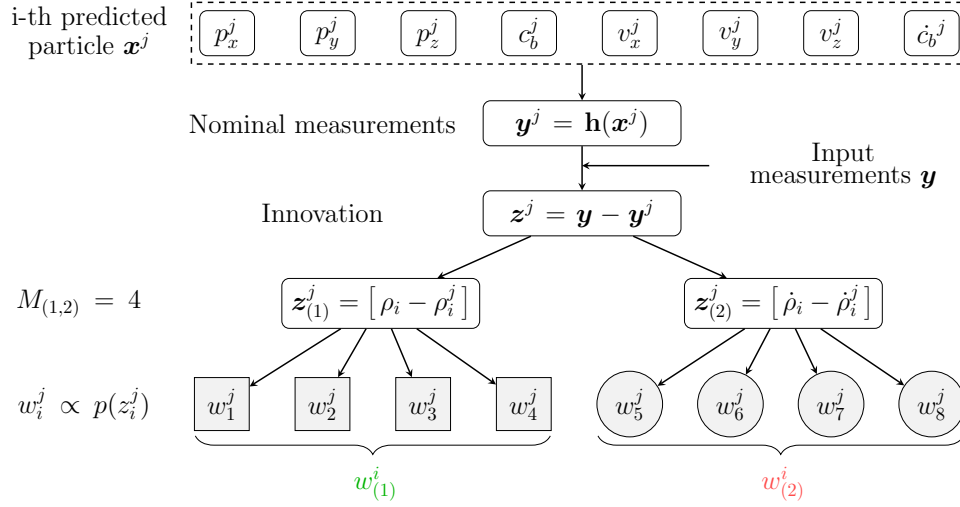 i-th predicted
particle 𝒙^j
p_x^j p_y^j p_z^j c_b^j v_x^j v_y^j v_z^j ċ_b^j
Nominal measurements
𝒚^j = 𝐡(𝒙^j)
Input
measurements 𝒚
Innovation
𝒛^j = 𝒚 − 𝒚^j
M_(1,2) = 4
𝒛_(1)^j = [ρ_i − ρ_i^j]
𝒛_(2)^j = [ρ̇_i − ρ̇_i^j]
w_i^j ∝ p(z_i^j)
w_1^j w_2^j w_3^j w_4^j w_5^j w_6^j w_7^j w_8^j
w_(1)^i w_(2)^i